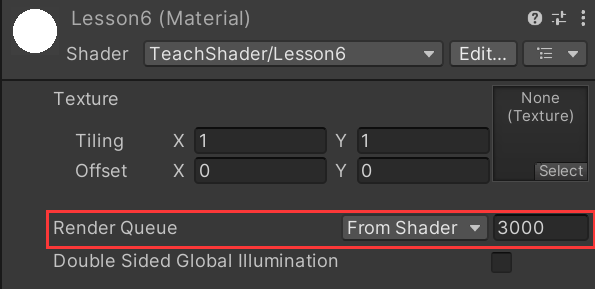 Lesson6 (Material)
Shader TeachShader/Lesson6 Edit...
Texture
None
(Texture)
Tiling X 1 Y 1
Offset X 0 Y 0
Select
Render Queue From Shader 3000
Double Sided Global Illumination